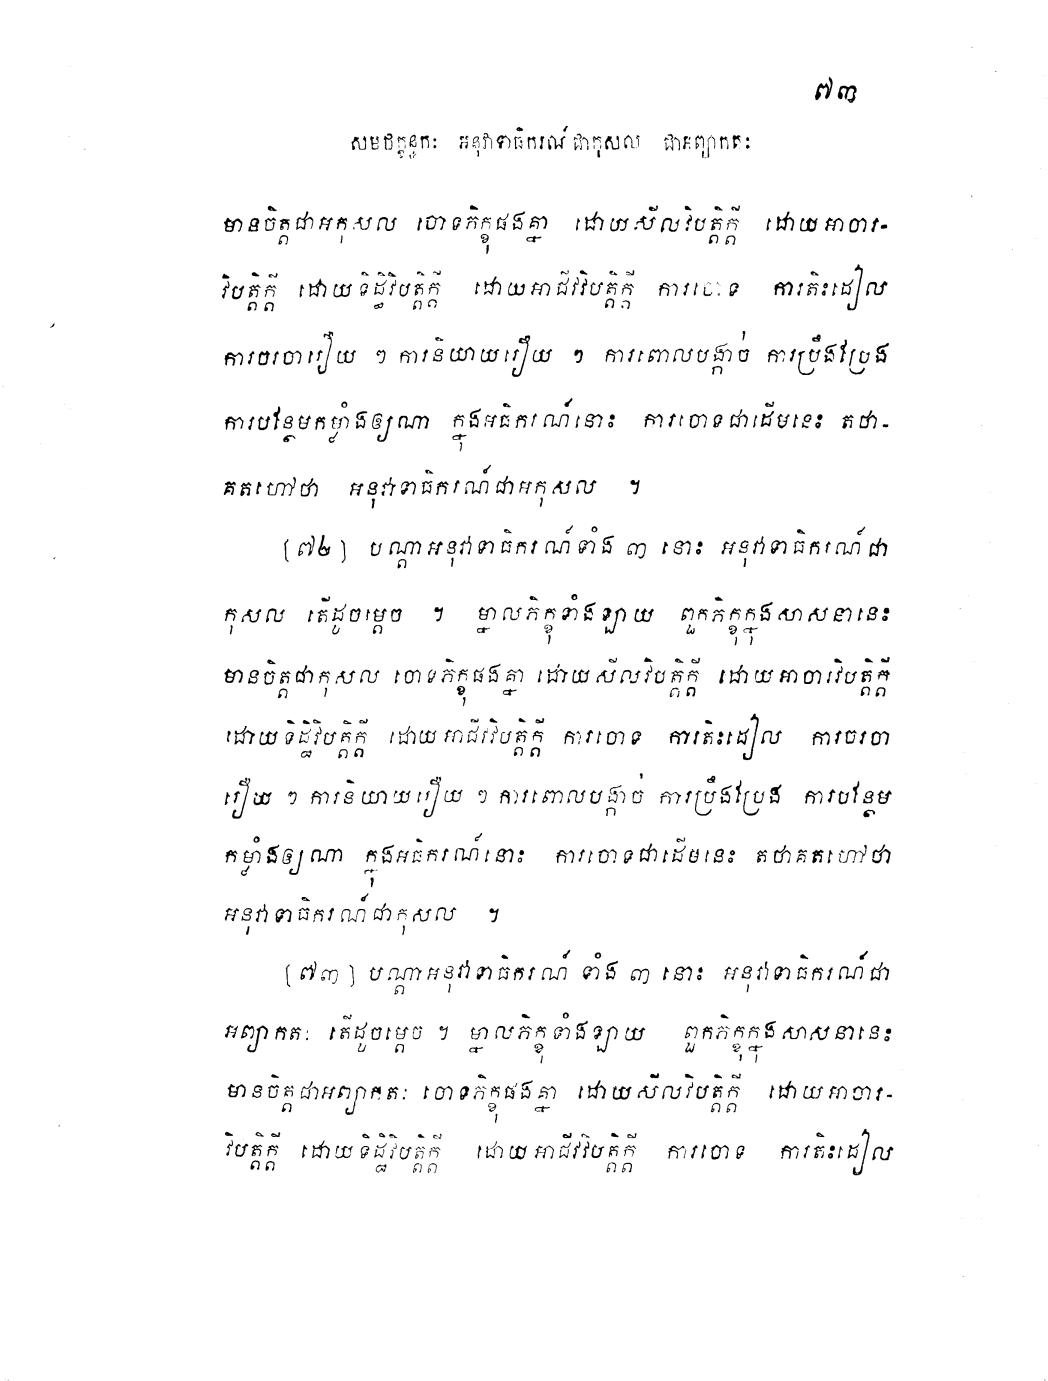 ៧៣
សមថក្ខន្ធកៈ អនុវាទាធិករណ៍ជាកុសល ជាអព្យាកតៈ
មានចិត្តជាអកុសល ចោទភិក្ខុផងគ្នា ដោយសីលវិបត្តិក្តី ដោយអាចារ-
វិបត្តិក្តី ដោយទិដ្ឋិវិបត្តិក្តី ដោយអាជីវវិបត្តិក្តី ការចោទ ការតិះដៀល
ការចរចារឿយ ៗ ការនិយាយរឿយ ៗ ការពោលបង្កាច់ ការប្រឹងប្រែង
ការបន្ថែមកម្លាំងឲ្យណា ក្នុងអធិករណ៍នោះ ការចោទជាដើមនេះ តថា-
គតហៅថា អនុវាទាធិករណ៍ជាអកុសល ។
(៧២) បណ្តាអនុវាទាធិករណ៍ទាំង ៣ នោះ អនុវាទាធិករណ៍ជា
កុសល តើដូចម្តេច ។ ម្នាលភិក្ខុទាំងឡាយ ពួកភិក្ខុក្នុងសាសនានេះ
មានចិត្តជាកុសល ចោទភិក្ខុផងគ្នា ដោយសីលវិបត្តិក្តី ដោយអាចារវិបត្តិក្តី
ដោយទិដ្ឋិវិបត្តិក្តី ដោយអាជីវវិបត្តិក្តី ការចោទ ការតិះដៀល ការចរចា
រឿយ ៗ ការនិយាយរឿយ ៗ ការពោលបង្កាច់ ការប្រឹងប្រែង ការបន្ថែម
កម្លាំងឲ្យណា ក្នុងអធិករណ៍នោះ ការចោទជាដើមនេះ តថាគតហៅថា
អនុវាទាធិករណ៍ជាកុសល ។
(៧៣) បណ្តាអនុវាទាធិករណ៍ ទាំង ៣ នោះ អនុវាទាធិករណ៍ជា
អព្យាកតៈ តើដូចម្តេច ។ ម្នាលភិក្ខុទាំងឡាយ ពួកភិក្ខុក្នុងសាសនានេះ
មានចិត្តជាអព្យាកតៈ ចោទភិក្ខុផងគ្នា ដោយសីលវិបត្តិក្តី ដោយអាចារ-
វិបត្តិក្តី ដោយទិដ្ឋិវិបត្តិក្តី ដោយអាជីវវិបត្តិក្តី ការចោទ ការតិះដៀល